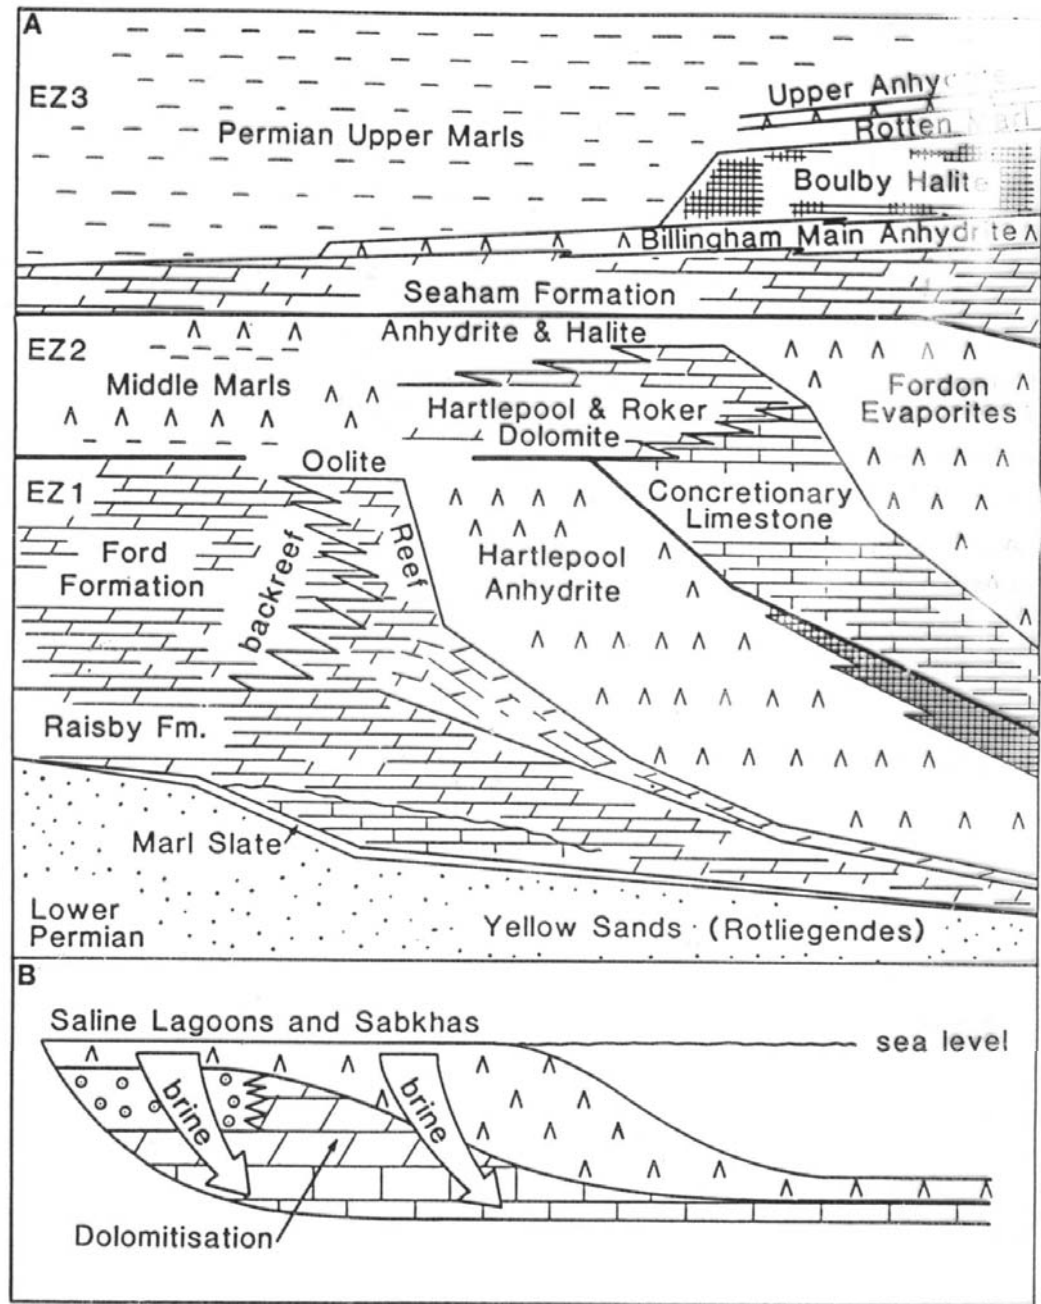 A
EZ3
Permian Upper Marls
Upper
Rotten
Boulby Halite
Billingham Main Anhydrite
Seaham Formation
EZ2
Anhydrite & Halite
Middle Marls
Hartlepool & Roker
Dolomite
Fordon
Evaporites
EZ1
Oolite
Ford
Formation
backreef
Reef
Hartlepool
Anhydrite
Concretionary
Limestone
Raisby Fm.
Marl Slate
Lower
Permian
Yellow Sands (Rotliegendes)
B
Saline Lagoons and Sabkhas
sea level
brine
brine
Dolomitisation